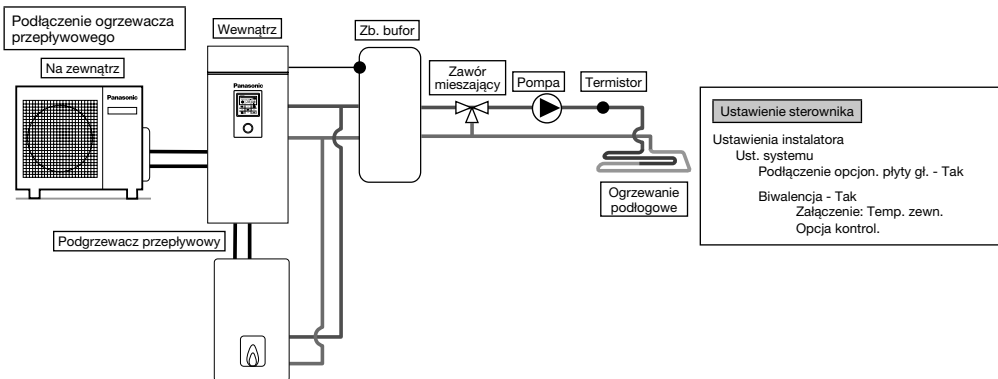 Podłączenie ogrzewacza
przepływowego
Na zewnątrz
Panasonic
Wewnątrz
Panasonic
Zb. bufor
Zawór
mieszający
Pompa
Termistor
Ogrzewanie
podłogowe
Podgrzewacz przepływowy
Ustawienie sterownika
Ustawienia instalatora
Ust. systemu
Podłączenie opcjon. płyty gł. - Tak
Biwalencja - Tak
Załączenie: Temp. zewn.
Opcja kontrol.